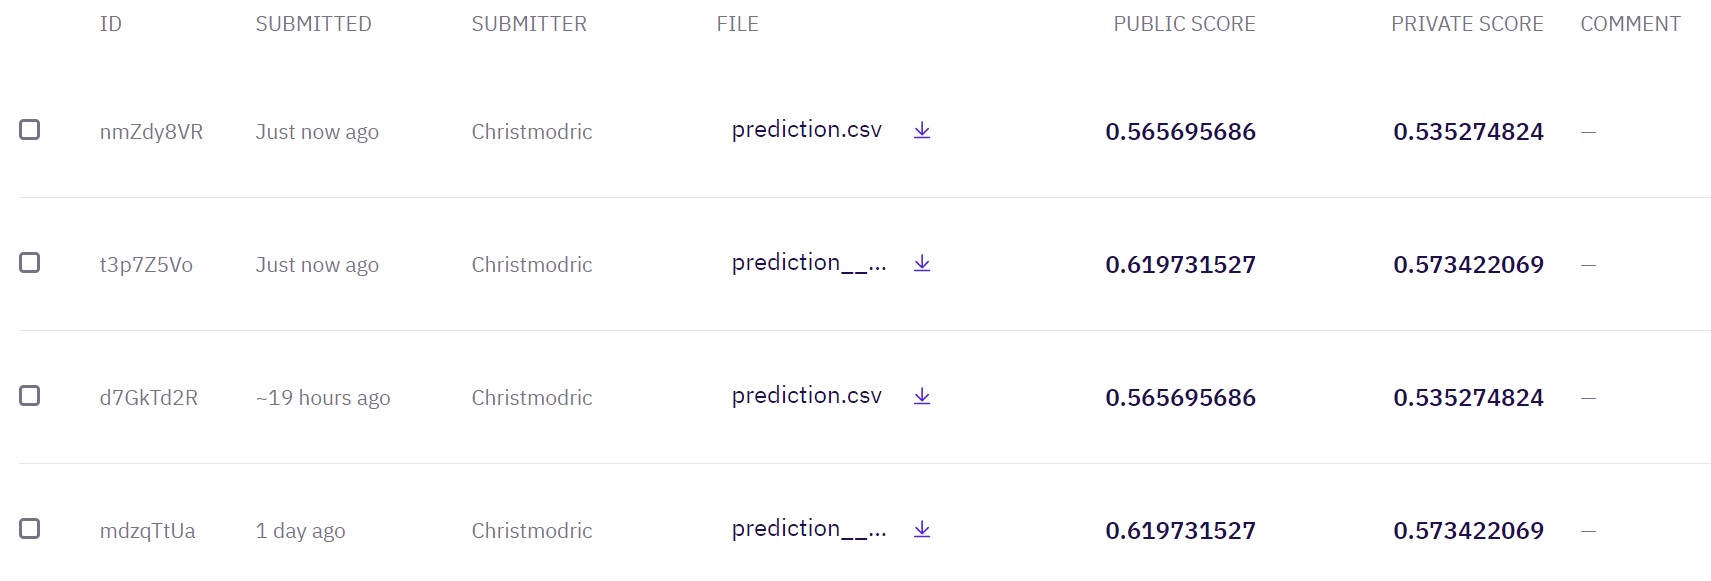 ID SUBMITTED SUBMITTER FILE PUBLIC SCORE PRIVATE SCORE COMMENT
nmZdy8VR Just now ago Christmodric prediction.csv 0.565695686 0.535274824 —
t3p7Z5Vo Just now ago Christmodric prediction__... 0.619731527 0.573422069 —
d7GkTd2R ~19 hours ago Christmodric prediction.csv 0.565695686 0.535274824 —
mdzqTtUa 1 day ago Christmodric prediction__... 0.619731527 0.573422069 —